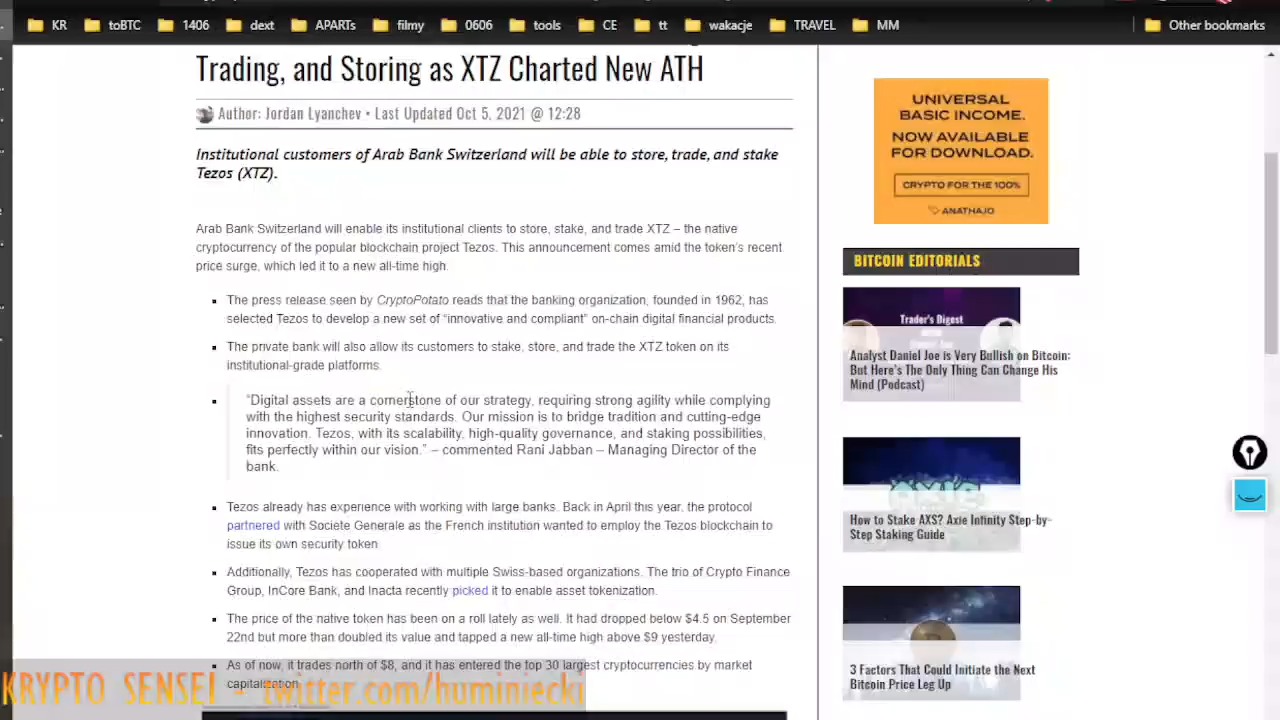 KR toBTC 1406 dext APARTs filmy 0606 tools CE tt wakacje TRAVEL MM Other bookmarks
Trading, and Storing as XTZ Charted New ATH
Author: Jordan Lyanchev • Last Updated Oct 5, 2021 @ 12:28
Institutional customers of Arab Bank Switzerland will be able to store, trade, and stake
Tezos (XTZ).
Arab Bank Switzerland will enable its institutional clients to store, stake, and trade XTZ – the native
cryptocurrency of the popular blockchain project Tezos. This announcement comes amid the token's recent
price surge, which led it to a new all-time high.
The press release seen by CryptoPotato reads that the banking organization, founded in 1962, has
selected Tezos to develop a new set of “innovative and compliant” on-chain digital financial products.
The private bank will also allow its customers to stake, store, and trade the XTZ token on its
institutional-grade platforms.
“Digital assets are a cornerstone of our strategy, requiring strong agility while complying
with the highest security standards. Our mission is to bridge tradition and cutting-edge
innovation. Tezos, with its scalability, high-quality governance, and staking possibilities,
fits perfectly within our vision.” – commented Rani Jabban – Managing Director of the
bank.
Tezos already has experience with working with large banks. Back in April this year, the protocol
partnered with Societe Generale as the French institution wanted to employ the Tezos blockchain to
issue its own security token.
Additionally, Tezos has cooperated with multiple Swiss-based organizations. The trio of Crypto Finance
Group, InCore Bank, and Inacta recently picked it to enable asset tokenization.
The price of the native token has been on a roll lately as well. It had dropped below $4.5 on September
22nd but more than doubled its value and tapped a new all-time high above $9 yesterday.
As of now, it trades north of $8, and it has entered the top 30 largest cryptocurrencies by market
capitalization.
KRYPTO SENSEI - twitter.com/huminiecki
UNIVERSAL
BASIC INCOME.
NOW AVAILABLE
FOR DOWNLOAD.
CRYPTO FOR THE 100%
ANATHA.IO
BITCOIN EDITORIALS
Trader's Digest
Analyst Daniel Joe is Very Bullish on Bitcoin:
But Here's The Only Thing Can Change His
Mind (Podcast)
AXIE
How to Stake AXS? Axie Infinity Step-by-
Step Staking Guide
3 Factors That Could Initiate the Next
Bitcoin Price Leg Up